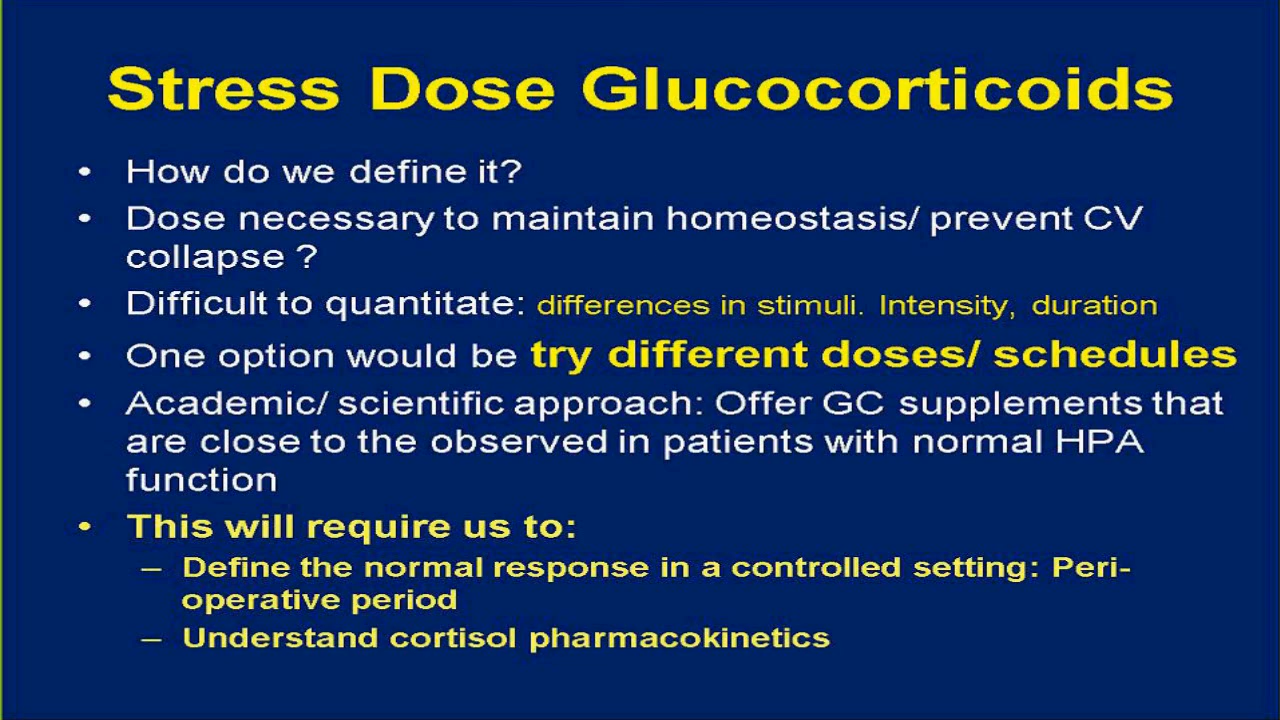 Stress Dose Glucocorticoids
• How do we define it?
• Dose necessary to maintain homeostasis/ prevent CV
collapse ?
• Difficult to quantitate: differences in stimuli. Intensity, duration
• One option would be try different doses/ schedules
• Academic/ scientific approach: Offer GC supplements that
are close to the observed in patients with normal HPA
function
• This will require us to:
– Define the normal response in a controlled setting: Peri-
operative period
– Understand cortisol pharmacokinetics